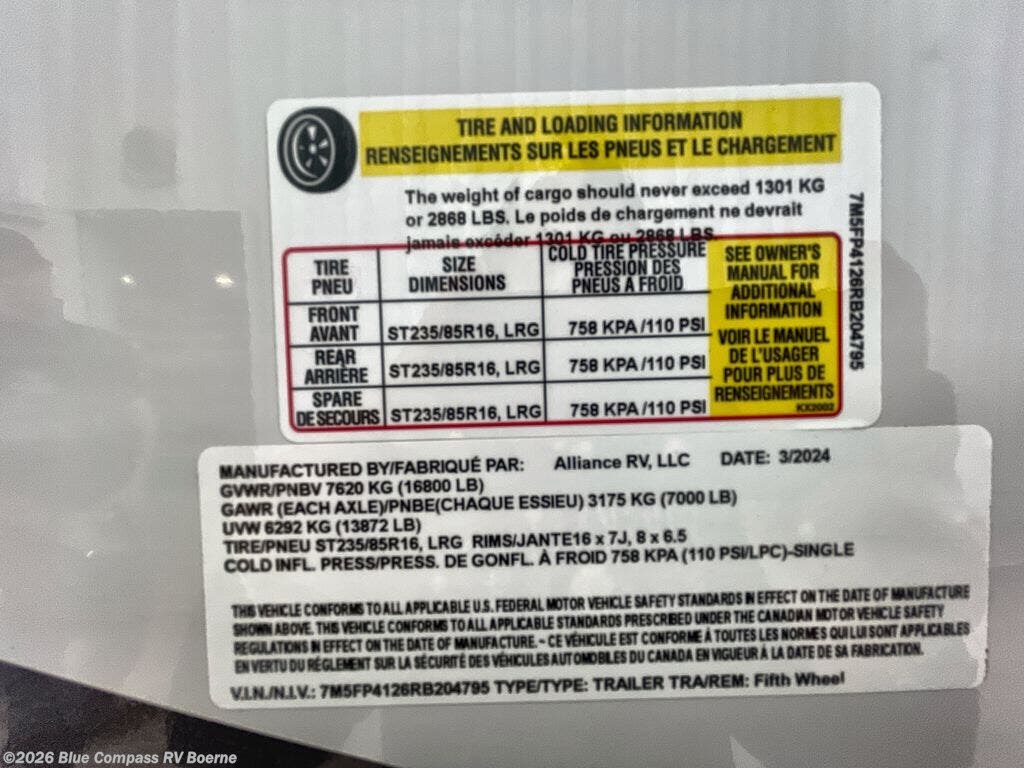 TIRE AND LOADING INFORMATION
RENSEIGNEMENTS SUR LES PNEUS ET LE CHARGEMENT
The weight of cargo should never exceed 1301 KG
or 2868 LBS. Le poids de chargement ne devrait
jamais excéder 1301 KG ou 2868 LBS.
TIRE
PNEU
SIZE
DIMENSIONS
COLD TIRE PRESSURE
PRESSION DES
PNEUS A FROID
FRONT
AVANT
ST235/85R16, LRG
758 KPA /110 PSI
REAR
ARRIÈRE
ST235/85R16, LRG
758 KPA /110 PSI
SPARE
DE SECOURS
ST235/85R16, LRG
758 KPA /110 PSI
SEE OWNER'S
MANUAL FOR
ADDITIONAL
INFORMATION
VOIR LE MANUEL
DE L'USAGER
POUR PLUS DE
RENSEIGNEMENTS
KX2002
7M5FP4126RB204795
MANUFACTURED BY/FABRIQUÉ PAR: Alliance RV, LLC DATE: 3/2024
GVWR/PNBV 7620 KG (16800 LB)
GAWR (EACH AXLE)/PNBE(CHAQUE ESSIEU) 3175 KG (7000 LB)
UVW 6292 KG (13872 LB)
TIRE/PNEU ST235/85R16, LRG RIMS/JANTE16 x 7J, 8 x 6.5
COLD INFL. PRESS/PRESS. DE GONFL. À FROID 758 KPA (110 PSI/LPC)-SINGLE
THIS VEHICLE CONFORMS TO ALL APPLICABLE U.S. FEDERAL MOTOR VEHICLE SAFETY STANDARDS IN EFFECT ON THE DATE OF MANUFACTURE
SHOWN ABOVE. THIS VEHICLE CONFORMS TO ALL APPLICABLE STANDARDS PRESCRIBED UNDER THE CANADIAN MOTOR VEHICLE SAFETY
REGULATIONS IN EFFECT ON THE DATE OF MANUFACTURE. - CE VÉHICULE EST CONFORME À TOUTES LES NORMES QUI LUI SONT APPLICABLES
EN VERTU DU RÉGLEMENT SUR LA SÉCURITÉ DES VÉHICULES AUTOMOBILES DU CANADA EN VIGUEUR À LA DATE DE SA FABRICATION.
V.I.N./N.I.V.: 7M5FP4126RB204795 TYPE/TYPE: TRAILER TRA/REM: Fifth Wheel
©2026 Blue Compass RV Boerne